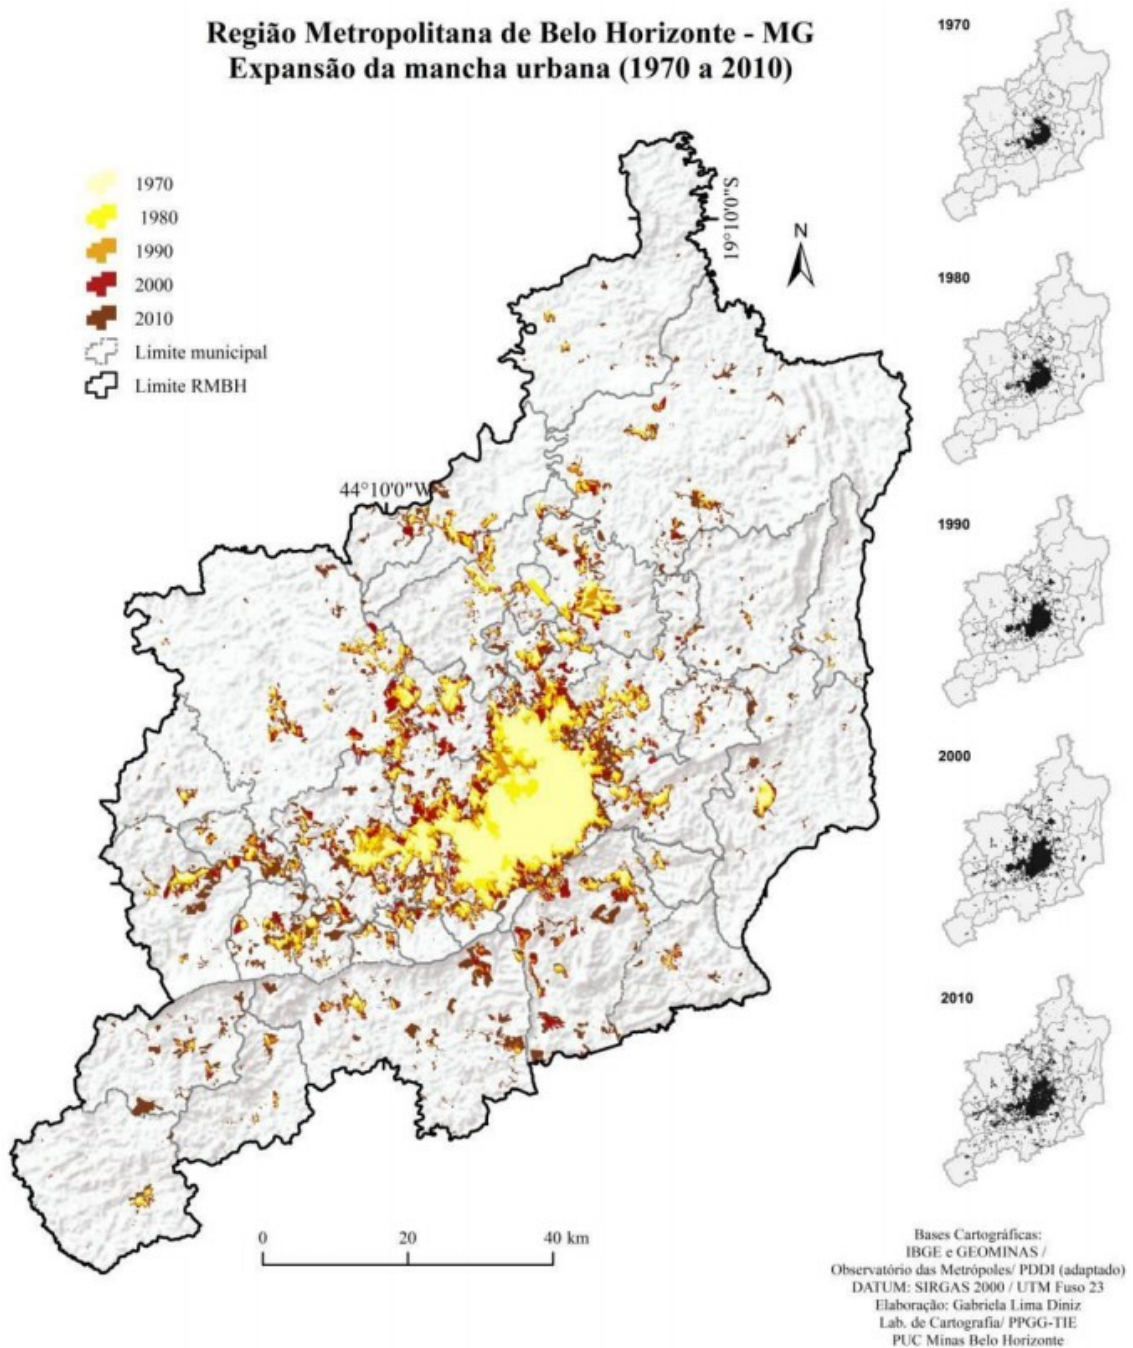 Região Metropolitana de Belo Horizonte - MG
Expansão da mancha urbana (1970 a 2010)
1970
1980
1990
2000
2010
Limite municipal
Limite RMBH
19°10'0"S
N
44°10'0"W
0 20 40 km
1970
1980
1990
2000
2010
Bases Cartográficas:
IBGE e GEOMINAS /
Observatório das Metrópoles/ PDDI (adaptado)
DATUM: SIRGAS 2000 / UTM Fuso 23
Elaboração: Gabriela Lima Diniz
Lab. de Cartografia/ PPGG-TIE
PUC Minas Belo Horizonte